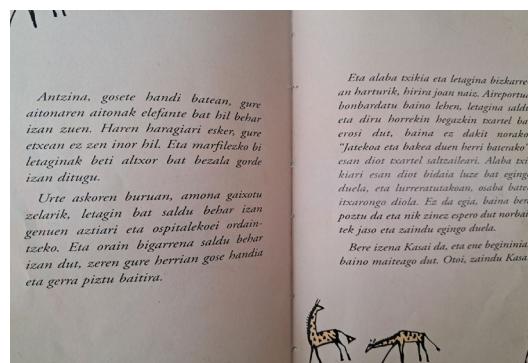 Antzina, gosete handi batean, gure
aitonaren aitonak elefante bat hil behar
izan zuen. Haren haragiari esker, gure
etxean ez zen inor hil. Eta marfilezko bi
letaginak beti altxor bat bezala gorde
izan ditugu.
Urte askoren buruan, amona gaixotu
zelarik, letagin bat saldu behar izan
genuen aztiari eta ospitalekoei ordain-
tzeko. Eta orain bigarrena saldu behar
izan dut, zeren gure herrian gose handia
eta gerra piztu baitira.
Eta alaba txikia eta letagina bizkarre
an harturik, hirira joan naiz. Aireportua
bonbardatu baino lehen, letagina saldu
eta diru horrekin hegazkin txartel ba
erosi dut, baina ez dakit norako
"Jatekoa eta bakea duen herri baterako"
esan diot txartel saltzaileari. Alaba txi
kiari esan diot bidaia luze bat egingo
duela, eta lurreratutakoan, osaba batek
itxarongo diola. Ez da egia, baina bera
poztu da eta nik zinez espero dut norbai
tek jaso eta zaindu egingo duela.
Bere izena Kasai da, eta ene begininia
baino maiteago dut. Otoi, zaindu Kasa